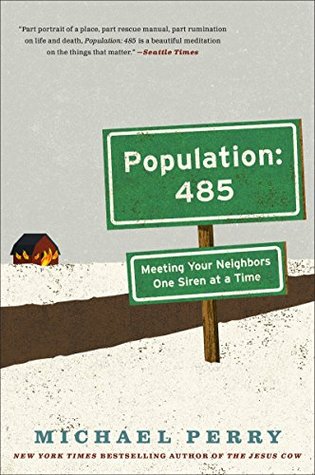 "Part portrait of a place, part rescue manual, part rumination
on life and death, Population: 485 is a beautiful meditation
on the things that matter." —Seattle Times
Population:
485
Meeting Your Neighbors
One Siren at a Time
MICHAEL PERRY
NEW YORK TIMES BESTSELLING AUTHOR OF THE JESUS COW